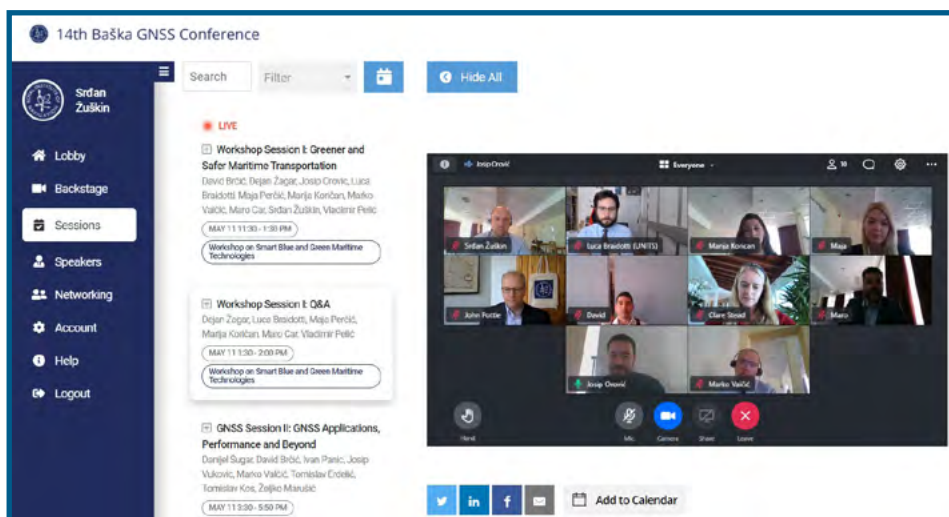 14th Baška GNSS Conference
Srđan
Žuškin
Lobby
Backstage
Sessions
Speakers
Networking
Account
Help
Logout
Search
Filter
Hide All
LIVE
Workshop Session I: Greener and
Safer Maritime Transportation
David Brčić, Dejan Žagar, Josip Orovic, Luca
Braidotti, Maja Perčić, Marija Koričan, Marko
Valčić, Maro Car, Srđan Žuškin, Vladimir Pelić
MAY 11 11:30 - 1:30 PM
Workshop on Smart Blue and Green Maritime
Technologies
Workshop Session I: Q&A
Dejan Žagar, Luca Braidotti, Maja Perčić,
Marija Koričan, Maro Car, Vladimir Pelić
MAY 11 1:30 - 2:00 PM
Workshop on Smart Blue and Green Maritime
Technologies
GNSS Session II: GNSS Applications,
Performance and Beyond
Danijel Šugar, David Brčić, Ivan Panic, Josip
Vukovic, Marko Valčić, Tomislav Erdelić,
Tomislav Kos, Željko Marušić
MAY 11 3:30 - 5:50 PM
Josip Orović
Everyone
10
Srđan Žuškin
Luca Braidotti (UNITS)
Marija Koričan
Maja
John Pottle
David
Clare Stead
Maro
Josip Orović
Marko Valčić
Hand
Mic
Camera
Share
Leave
Add to Calendar